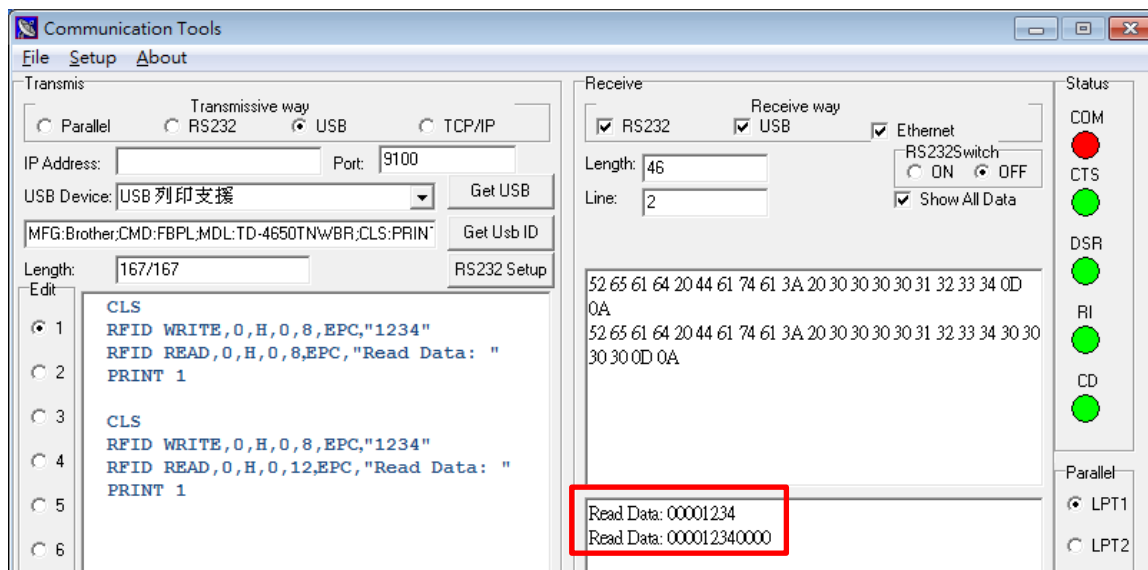 Communication Tools
File Setup About
Transmis
Transmissive way
Parallel RS232 USB TCP/IP
IP Address: Port: 9100
USB Device: USB 列印支援 Get USB
MFG:Brother;CMD:FBPL;MDL:TD-4650TNWBR;CLS:PRINT Get Usb ID
Length: 167/167 RS232 Setup
Edit
1
2
3
4
5
6
CLS
RFID WRITE,0,H,0,8,EPC,"1234"
RFID READ,0,H,0,8,EPC,"Read Data: "
PRINT 1
CLS
RFID WRITE,0,H,0,8,EPC,"1234"
RFID READ,0,H,0,12,EPC,"Read Data: "
PRINT 1
Receive
Receive way
RS232 USB Ethernet
Length: 46
RS232Switch
ON OFF
Line: 2
Show All Data
52 65 61 64 20 44 61 74 61 3A 20 30 30 30 30 31 32 33 34 0D
0A
52 65 61 64 20 44 61 74 61 3A 20 30 30 30 30 31 32 33 34 30 30
30 30 0D 0A
Read Data: 00001234
Read Data: 000012340000
Status
COM
CTS
DSR
RI
CD
Parallel
LPT1
LPT2